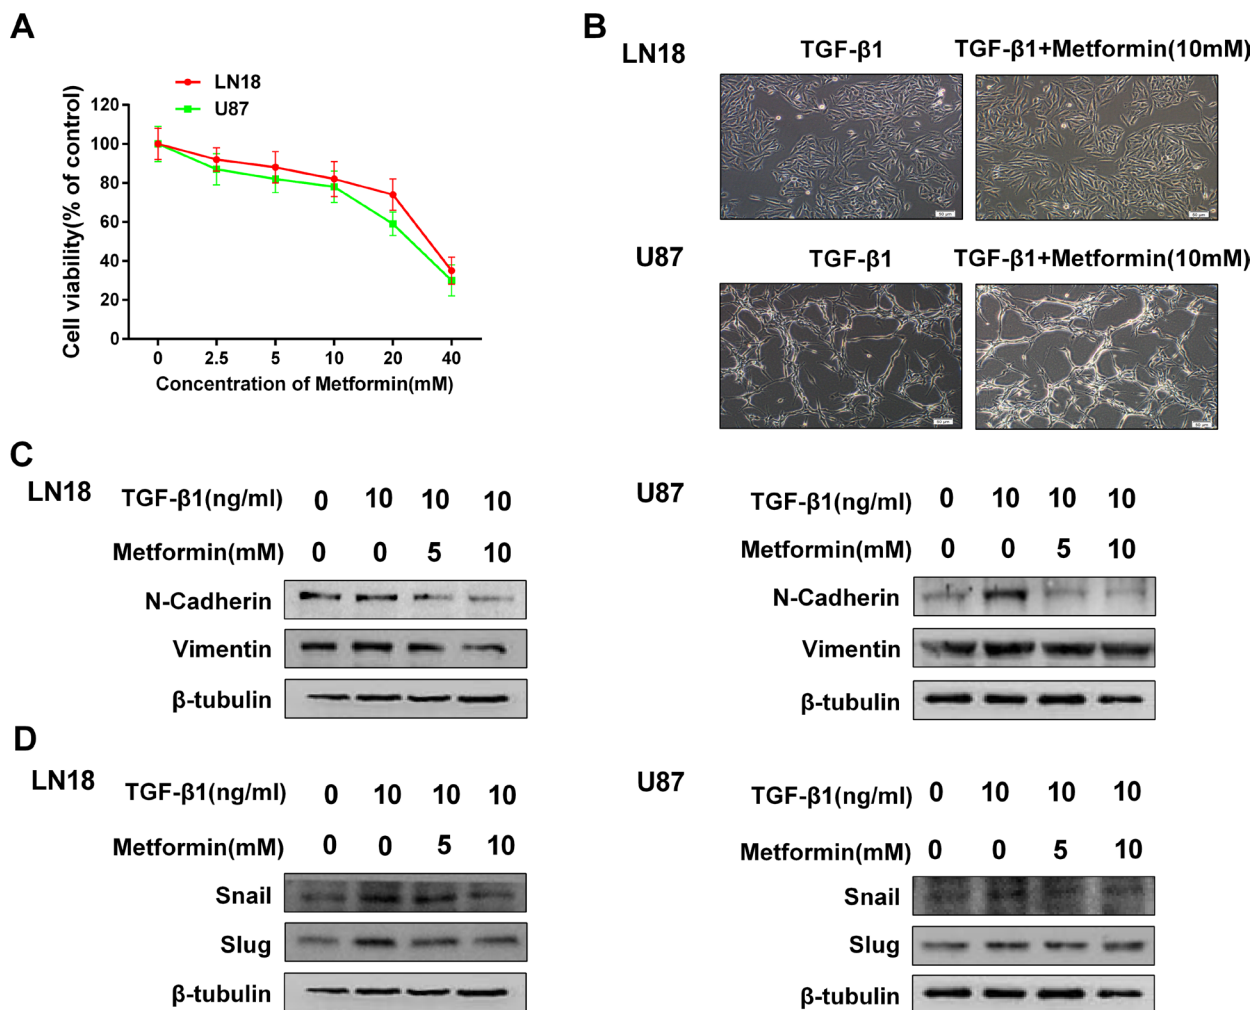 A
LN18
U87
120
100
80
60
40
20
0
Cell viability(% of control)
0 2.5 5 10 20 40
Concentration of Metformin(mM)
B
LN18 TGF-β1 TGF-β1+Metformin(10mM)
U87 TGF-β1 TGF-β1+Metformin(10mM)
C
LN18
TGF-β1(ng/ml) 0 10 10 10
Metformin(mM) 0 0 5 10
N-Cadherin
Vimentin
β-tubulin
U87
TGF-β1(ng/ml) 0 10 10 10
Metformin(mM) 0 0 5 10
N-Cadherin
Vimentin
β-tubulin
D
LN18
TGF-β1(ng/ml) 0 10 10 10
Metformin(mM) 0 0 5 10
Snail
Slug
β-tubulin
U87
TGF-β1(ng/ml) 0 10 10 10
Metformin(mM) 0 0 5 10
Snail
Slug
β-tubulin